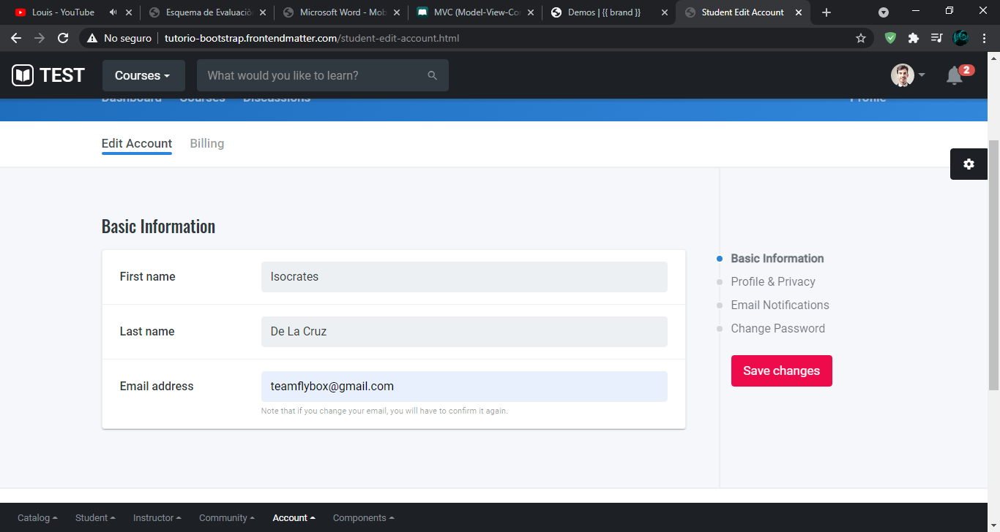 Louis - YouTube
Esquema de Evaluaciò
Microsoft Word - Mob
MVC (Model-View-Co
Demos | {{ brand }}
Student Edit Account
No seguro
tutorio-bootstrap.frontendmatter.com/student-edit-account.html
TEST
Courses
What would you like to learn?
2
Dashboard Courses Discussions Profile
Edit Account Billing
Basic Information
First name Isocrates
Last name De La Cruz
Email address teamflybox@gmail.com
Note that if you change your email, you will have to confirm it again.
Basic Information
Profile & Privacy
Email Notifications
Change Password
Save changes
Catalog Student Instructor Community Account Components